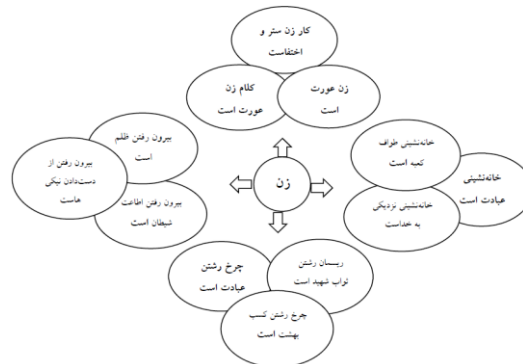 کار زن ستر و
اختفاست
کلام زن
عورت است
زن عورت
است
بیرون رفتن ظلم
است
بیرون رفتن از
دست‌دادن نیکی
هاست
بیرون رفتن اطاعت
شیطان است
زن
خانه‌نشینی طواف
کعبه است
خانه‌نشینی
عبادت است
خانه‌نشینی نزدیکی
به خداست
چرخ رشتن
عبادت است
ریسمان رشتن
ثواب شهید است
چرخ رشتن کسب
بهشت است